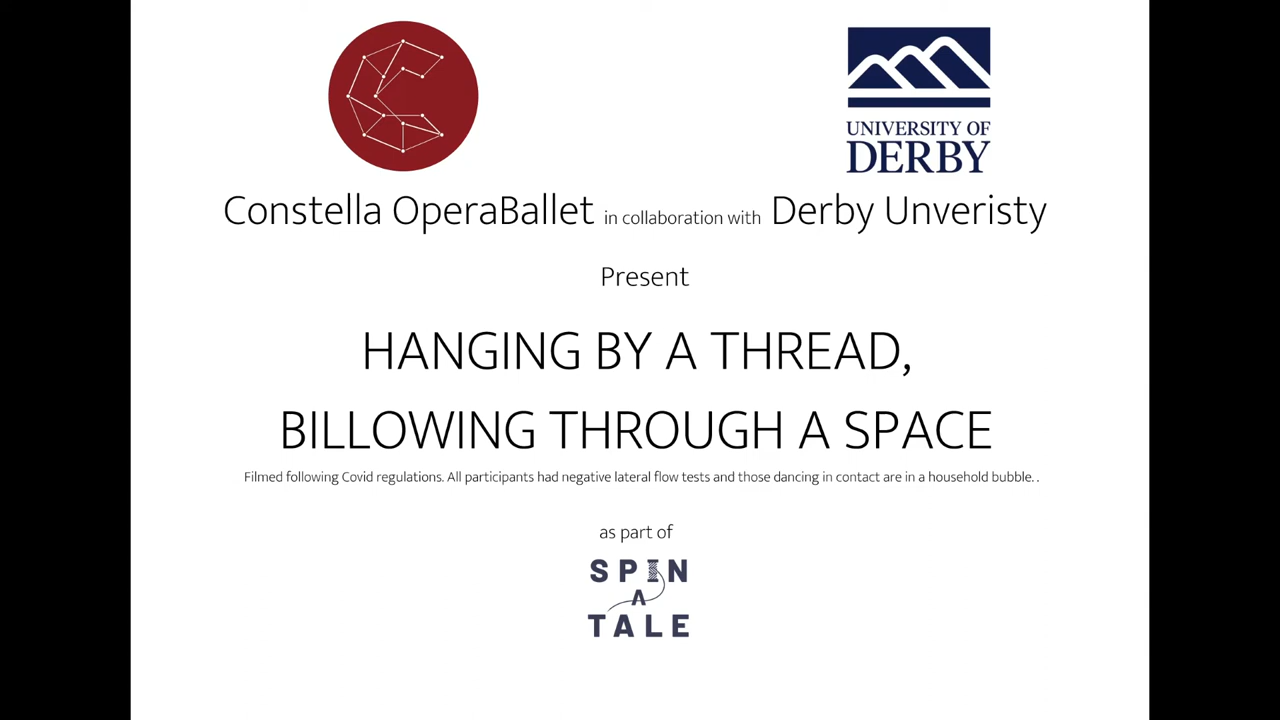 UNIVERSITY OF
DERBY
Constella OperaBallet in collaboration with Derby Unveristy
Present
HANGING BY A THREAD,
BILLOWING THROUGH A SPACE
Filmed following Covid regulations. All participants had negative lateral flow tests and those dancing in contact are in a household bubble. .
as part of
SPIN
A
TALE